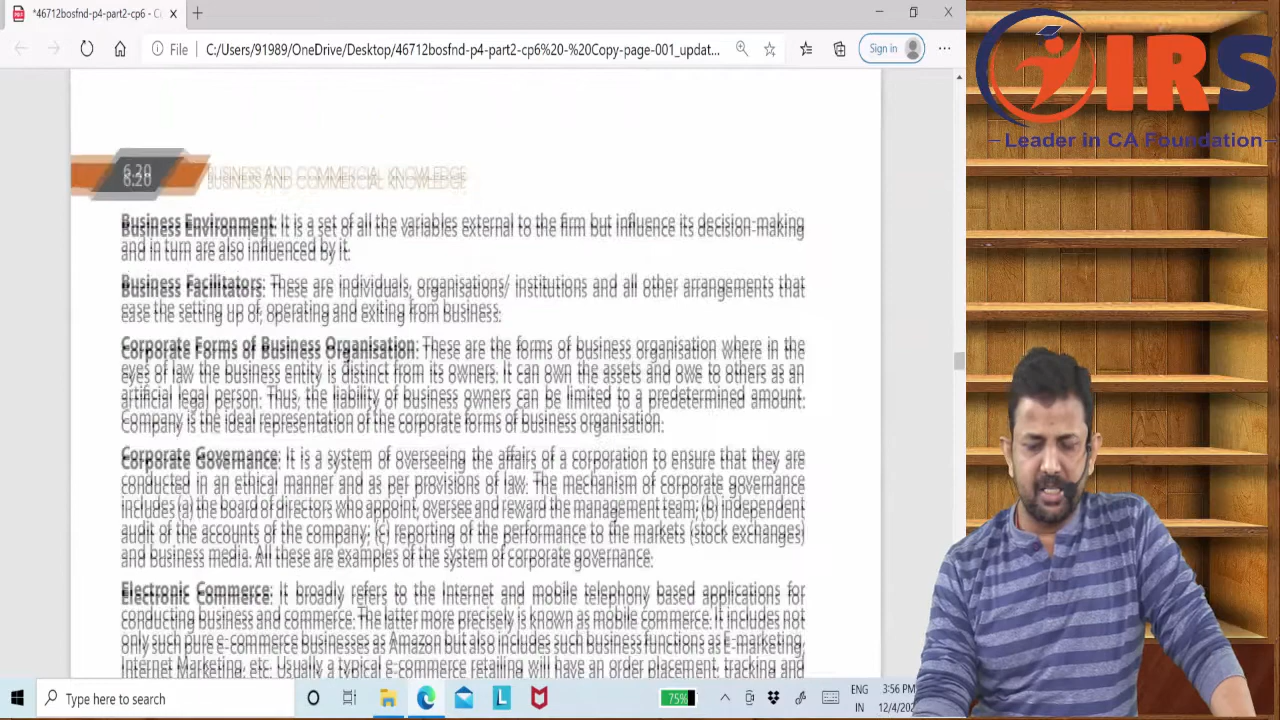 *46712bosfnd-p4-part2-cp6 - C
File
C:/Users/91989/OneDrive/Desktop/46712bosfnd-p4-part2-cp6%20-%20Copy-page-001_updat...
Sign in
IRS
Leader in CA Foundation
6.20 BUSINESS AND COMMERCIAL KNOWLEDGE
Business Environment: It is a set of all the variables external to the firm but influence its decision-making
and in turn are also influenced by it.
Business Facilitators: These are individuals, organisations/ institutions and all other arrangements that
ease the setting up of, operating and exiting from business.
Corporate Forms of Business Organisation: These are the forms of business organisation where in the
eyes of law the business entity is distinct from its owners. It can own the assets and owe to others as an
artificial legal person. Thus, the liability of business owners can be limited to a predetermined amount.
Company is the ideal representation of the corporate forms of business organisation.
Corporate Governance: It is a system of overseeing the affairs of a corporation to ensure that they are
conducted in an ethical manner and as per provisions of law. The mechanism of corporate governance
includes (a) the board of directors who appoint, oversee and reward the management team; (b) independent
audit of the accounts of the company; (c) reporting of the performance to the markets (stock exchanges)
and business media. All these are examples of the system of corporate governance.
Electronic Commerce: It broadly refers to the Internet and mobile telephony based applications for
conducting business and commerce. The latter more precisely is known as mobile commerce. It includes not
only such pure e-commerce businesses as Amazon but also includes such business functions as E-marketing,
Internet Marketing, etc. Usually a typical e-commerce retailing will have an order placement, tracking and
Type here to search
75%
ENG
IN
3:56 PM
12/4/202